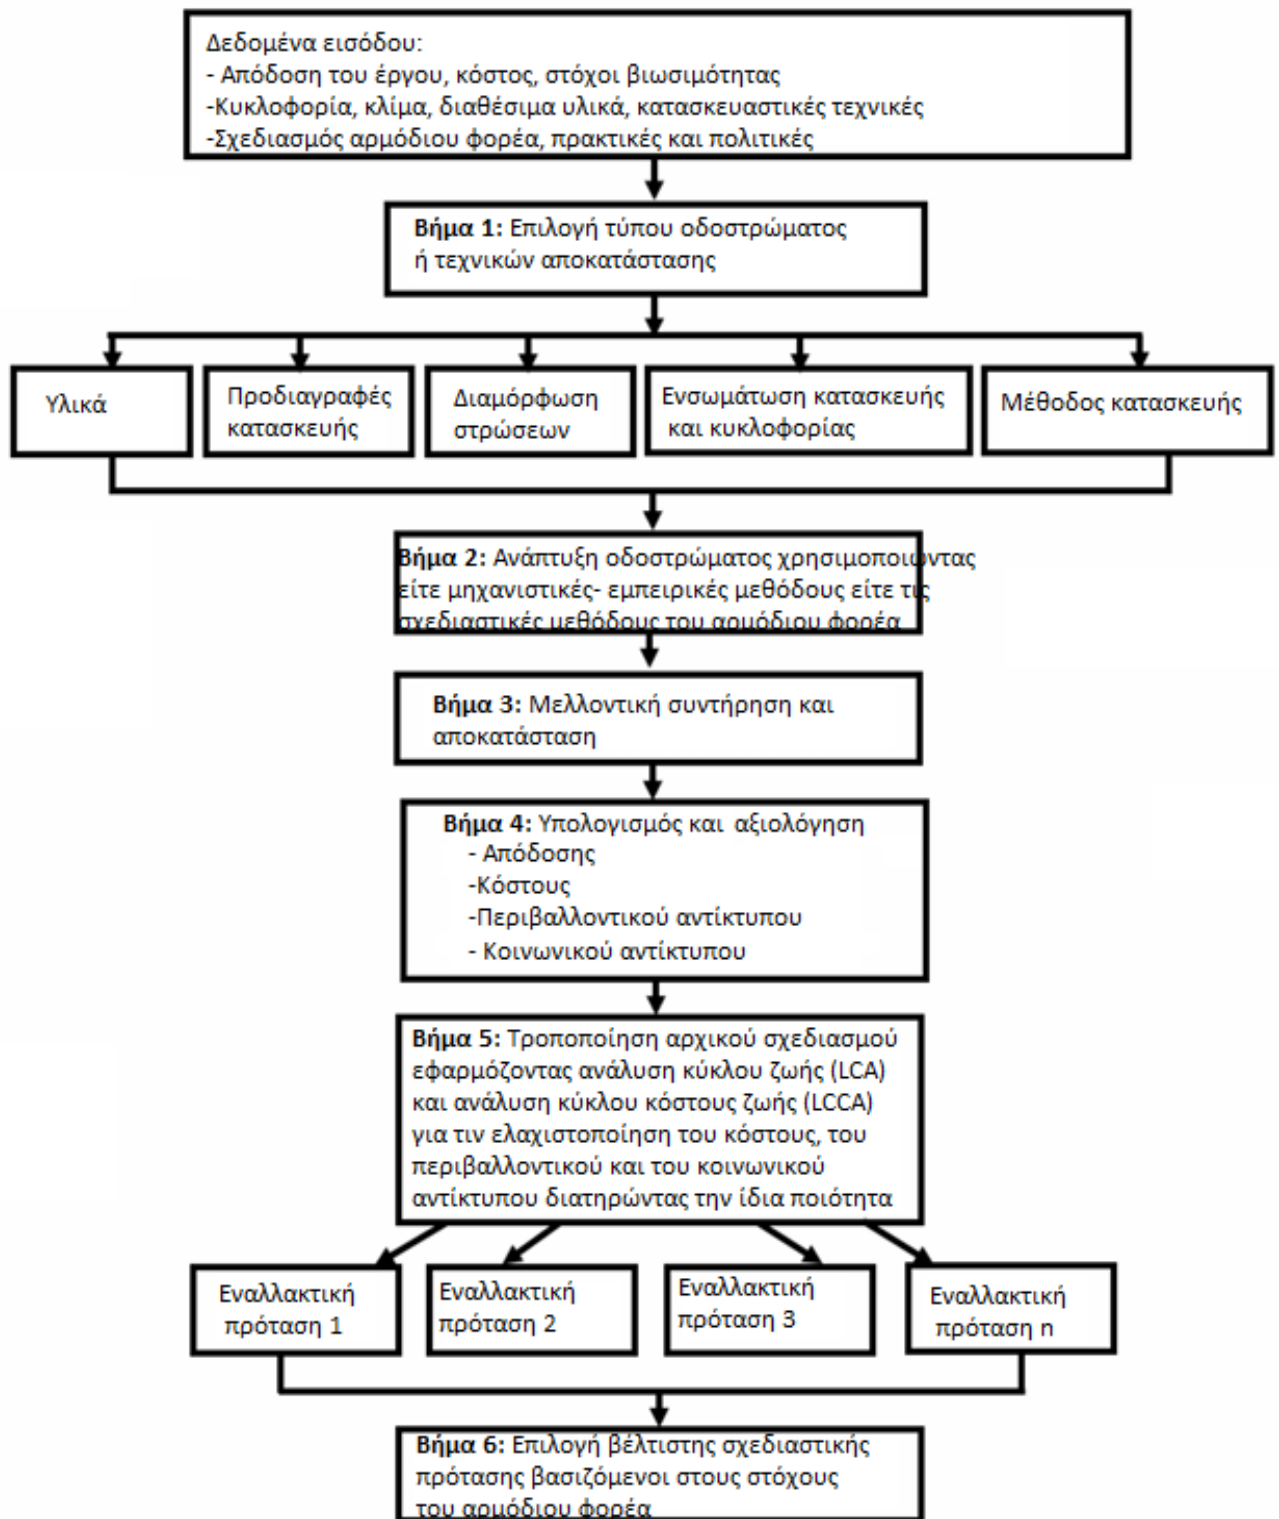 Δεδομένα εισόδου:
- Απόδοση του έργου, κόστος, στόχοι βιωσιμότητας
-Κυκλοφορία, κλίμα, διαθέσιμα υλικά, κατασκευαστικές τεχνικές
-Σχεδιασμός αρμόδιου φορέα, πρακτικές και πολιτικές
Βήμα 1: Επιλογή τύπου οδοστρώματος
ή τεχνικών αποκατάστασης
Υλικά
Προδιαγραφές
κατασκευής
Διαμόρφωση
στρώσεων
Ενσωμάτωση κατασκευής
και κυκλοφορίας
Μέθοδος κατασκευής
Βήμα 2: Ανάπτυξη οδοστρώματος χρησιμοποιώντας
είτε μηχανιστικές- εμπειρικές μεθόδους είτε τις
σχεδιαστικές μεθόδους του αρμόδιου φορέα
Βήμα 3: Μελλοντική συντήρηση και
αποκατάσταση
Βήμα 4: Υπολογισμός και αξιολόγηση
- Απόδοσης
-Κόστους
-Περιβαλλοντικού αντίκτυπου
- Κοινωνικού αντίκτυπου
Βήμα 5: Τροποποίηση αρχικού σχεδιασμού
εφαρμόζοντας ανάλυση κύκλου ζωής (LCA)
και ανάλυση κύκλου κόστους ζωής (LCCA)
για τιν ελαχιστοποίηση του κόστους, του
περιβαλλοντικού και του κοινωνικού
αντίκτυπου διατηρώντας την ίδια ποιότητα
Εναλλακτική
πρόταση 1
Εναλλακτική
πρόταση 2
Εναλλακτική
πρόταση 3
Εναλλακτική
πρόταση n
Βήμα 6: Επιλογή βέλτιστης σχεδιαστικής
πρότασης βασιζόμενοι στους στόχους
του αρμόδιου φορέα